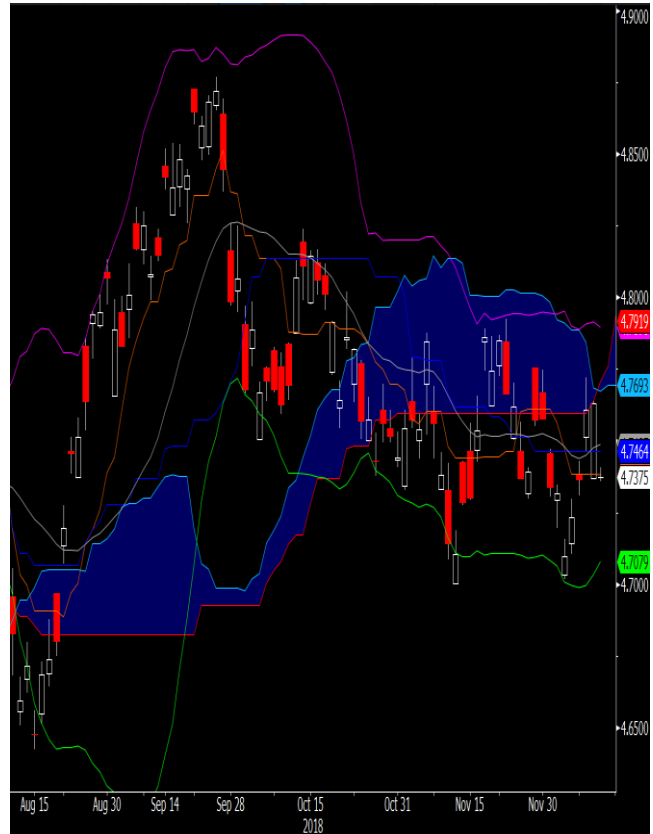 4.9000
4.8500
4.8000
4.7919
4.7693
4.7464
4.7375
4.7079
4.7000
4.6500
Aug 15
Aug 30
Sep 14
Sep 28
Oct 15
Oct 31
Nov 15
Nov 30
2018